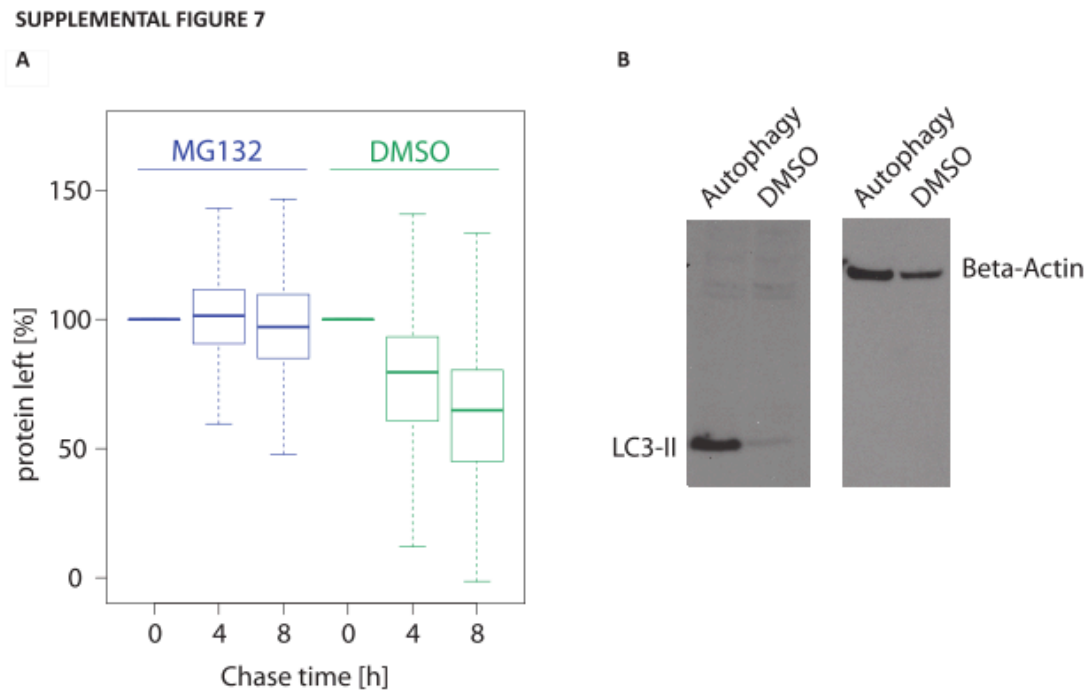 SUPPLEMENTAL FIGURE 7
A
MG132
DMSO
150
100
50
0
protein left [%]
0 4 8 0 4 8
Chase time [h]
B
Autophagy
DMSO
Autophagy
DMSO
Beta-Actin
LC3-II